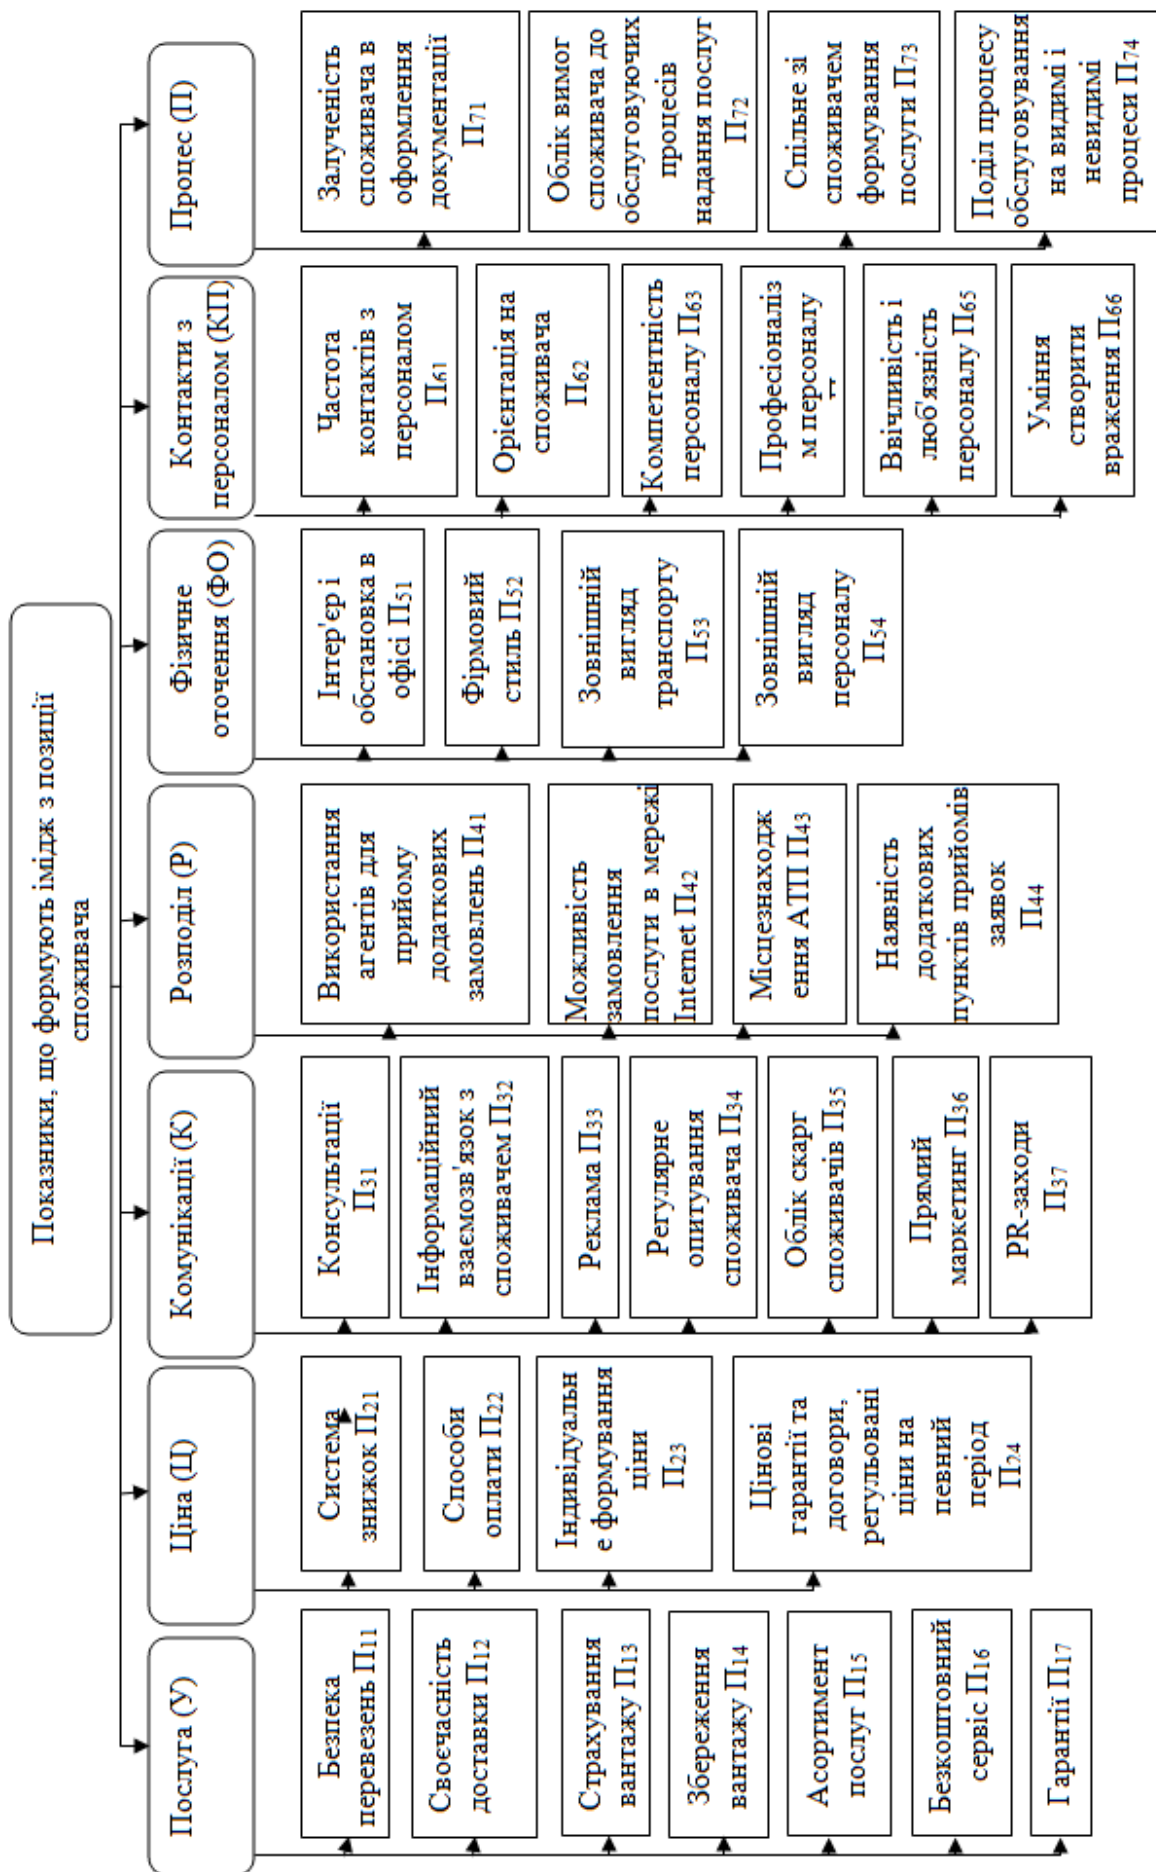 Показники, що формують імідж з позиції
споживача
Послуга (У)
Безпека
перевезень П11
Своєчасність
доставки П12
Страхування
вантажу П13
Збереження
вантажу П14
Асортимент
послуг П15
Безкоштовний
сервіс П16
Гарантії П17
Ціна (Ц)
Система
знижок П21
Способи
оплати П22
Індивідуальн
е формування
ціни
П23
Цінові
гарантії та
договори,
регульовані
ціни на
певний
період
П24
Комунікації (К)
Консультації
П31
Інформаційний
взаємозв'язок з
споживачем П32
Реклама П33
Регулярне
опитування
споживача П34
Облік скарг
споживачів П35
Прямий
маркетинг П36
PR-заходи
П37
Розподіл (Р)
Використання
агентів для
прийому
додаткових
замовлень П41
Можливість
замовлення
послуги в мережі
Internet П42
Місцезнаходж
ення АТП П43
Наявність
додаткових
пунктів прийомів
заявок
П44
Фізичне
оточення (ФО)
Інтер'єр і
обстановка в
офісі П51
Фірмовий
стиль П52
Зовнішній
вигляд
транспорту
П53
Зовнішній
вигляд
персоналу
П54
Контакти з
персоналом (КП)
Частота
контактів з
персоналом
П61
Орієнтація на
споживача
П62
Компетентність
персоналу П63
Професіоналіз
м персоналу
Ввічливість і
люб'язність
персоналу П65
Уміння
створити
враження П66
Процес (П)
Залученість
споживача в
оформлення
документації
П71
Облік вимог
споживача до
обслуговуючих
процесів
надання послуг
П72
Спільне зі
споживачем
формування
послуги П73
Поділ процесу
обслуговування
на видимі і
невидимі
процеси П74